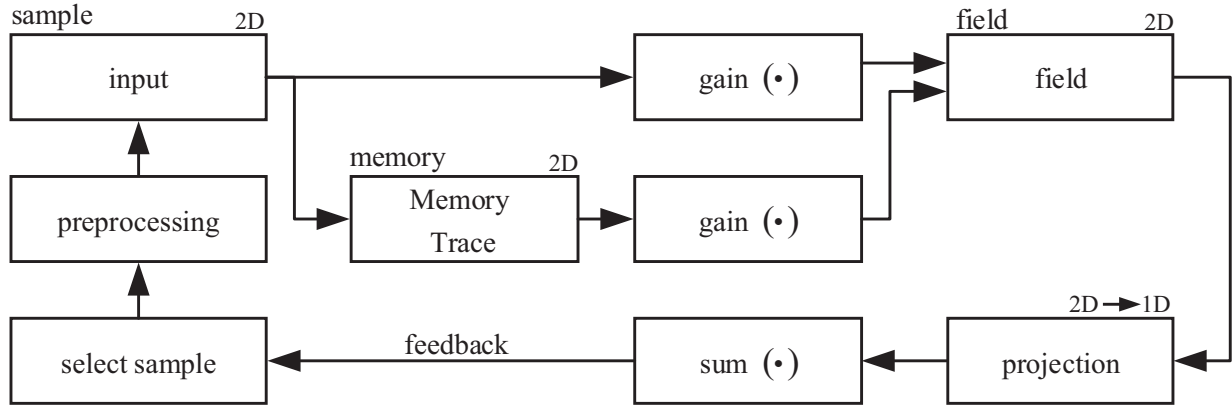 sample
2D
input
gain (·)
field
2D
field
memory
2D
Memory
Trace
gain (·)
preprocessing
2D → 1D
select sample
feedback
sum (·)
projection